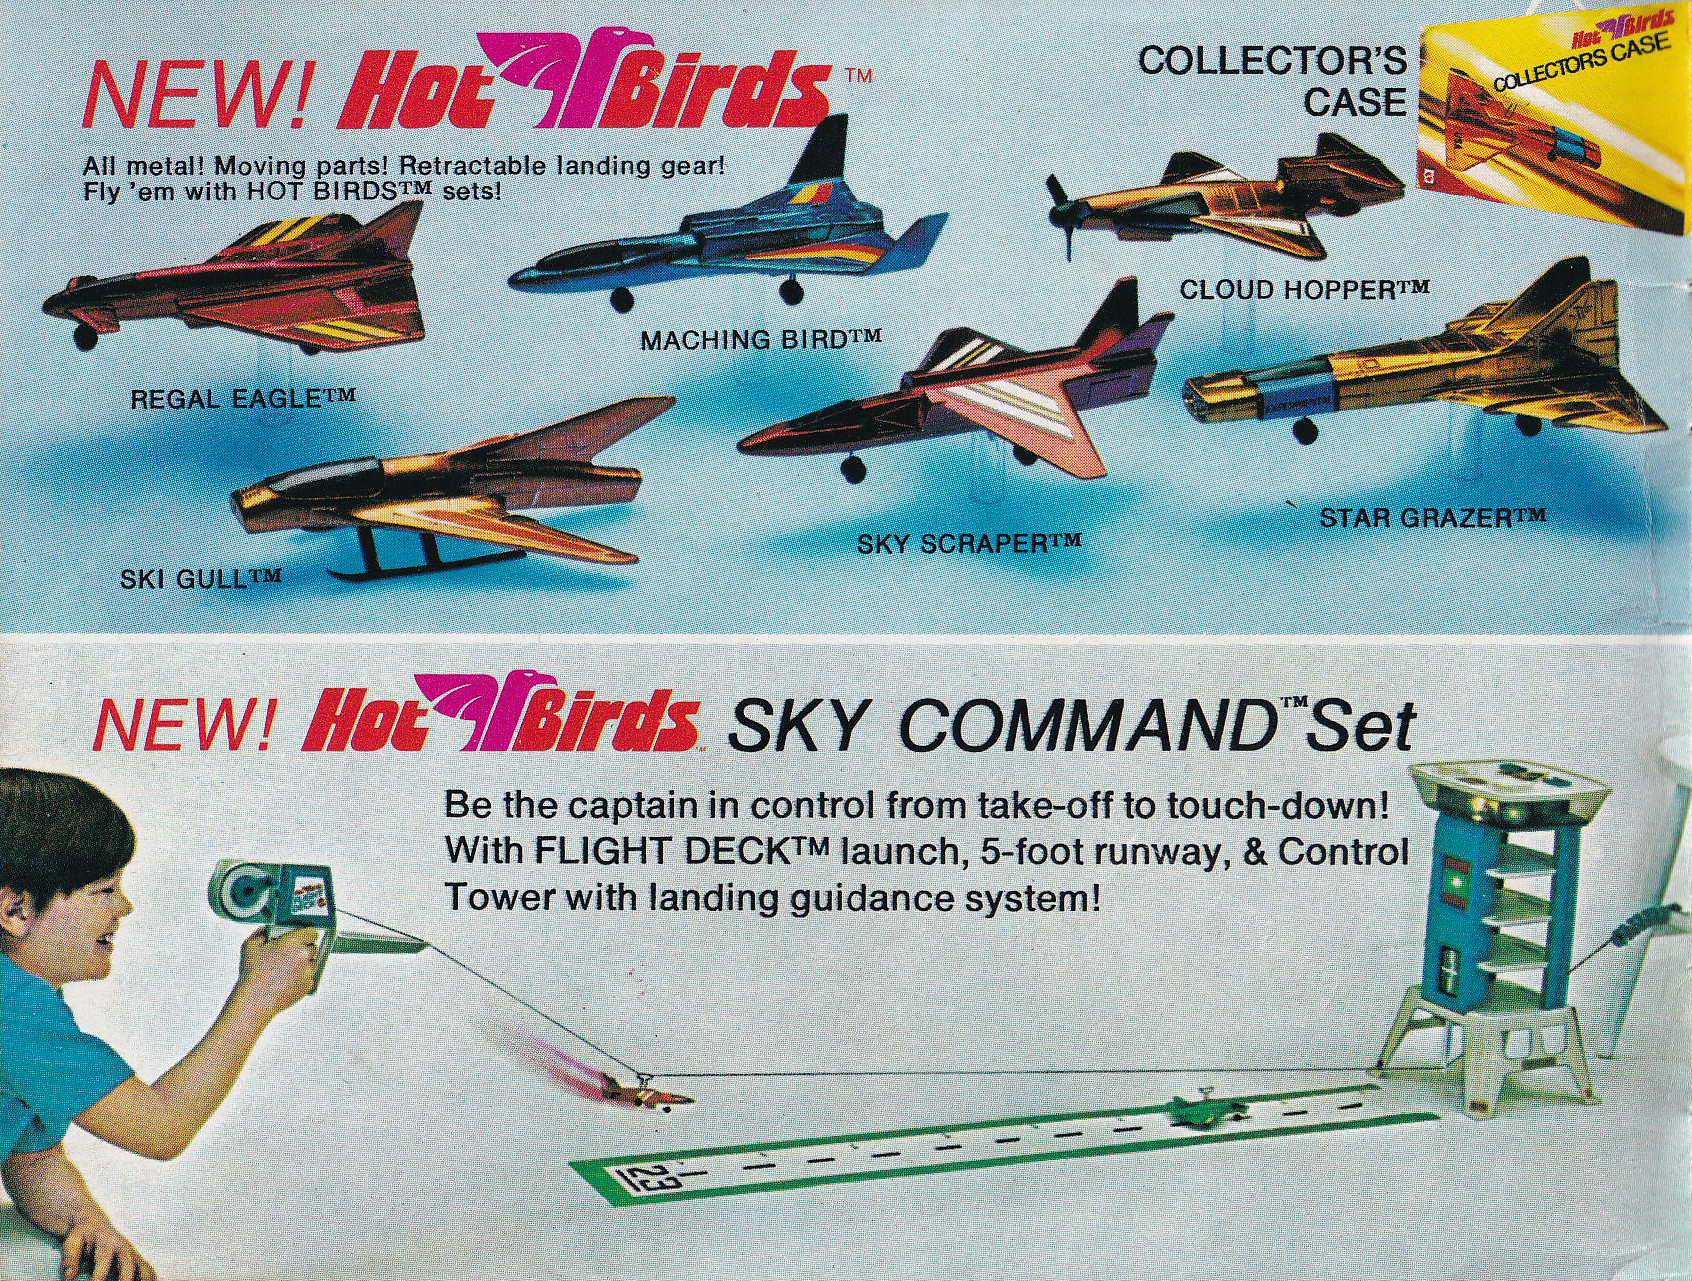 NEW! Hot Birds™
COLLECTOR'S
CASE
Hot Birds
COLLECTORS CASE
USA
All metal! Moving parts! Retractable landing gear!
Fly 'em with HOT BIRDS™ sets!
CLOUD HOPPER™
MACHING BIRD™
REGAL EAGLE™
EXPERIMENTAL
STAR GRAZER™
SKY SCRAPER™
SKI GULL™
NEW! Hot Birds™ SKY COMMAND™ Set
Be the captain in control from take-off to touch-down!
With FLIGHT DECK™ launch, 5-foot runway, & Control
Tower with landing guidance system!
23